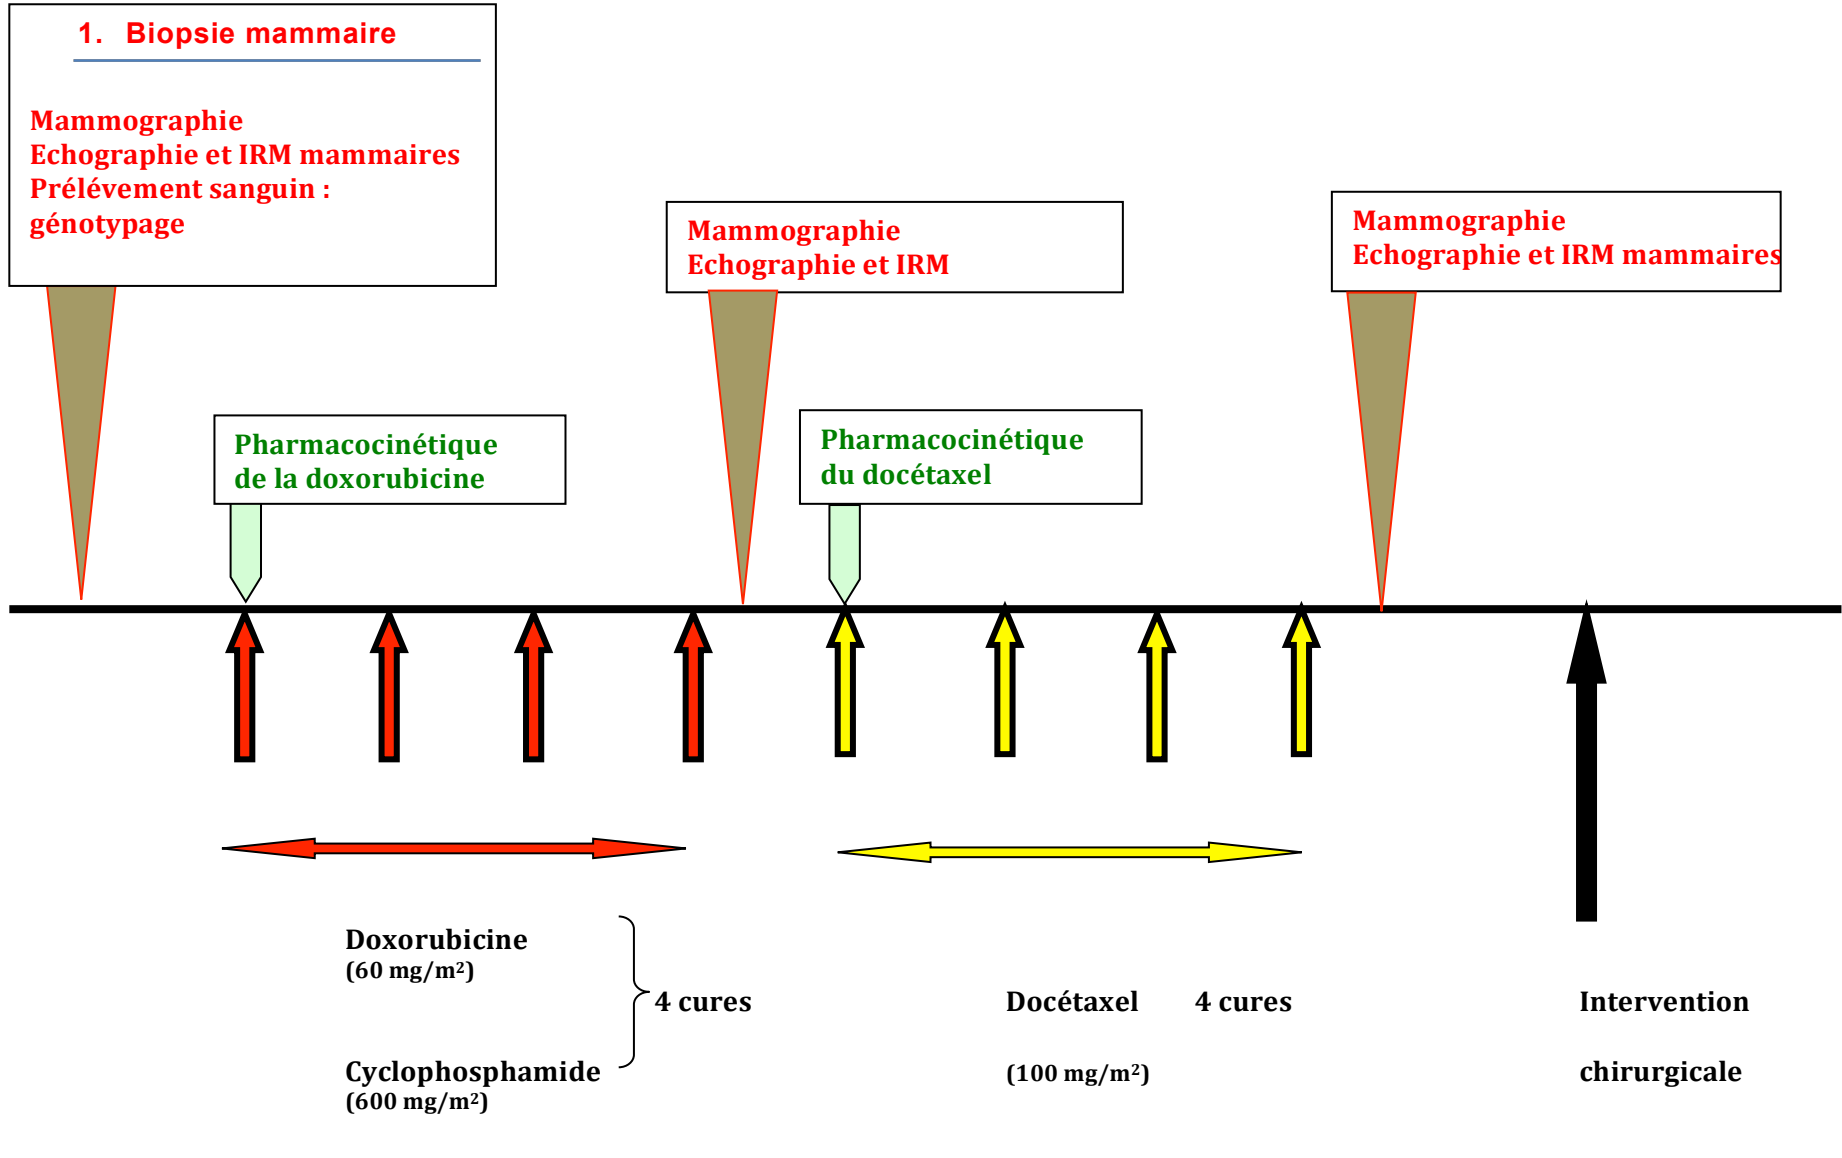 1. Biopsie mammaire
Mammographie
Echographie et IRM mammaires
Prélévement sanguin :
génotypage
Mammographie
Echographie et IRM
Mammographie
Echographie et IRM mammaires
Pharmacocinétique
de la doxorubicine
Pharmacocinétique
du docétaxel
Doxorubicine
(60 mg/m²)
4 cures
Cyclophosphamide
(600 mg/m²)
Docétaxel 4 cures
(100 mg/m²)
Intervention
chirurgicale